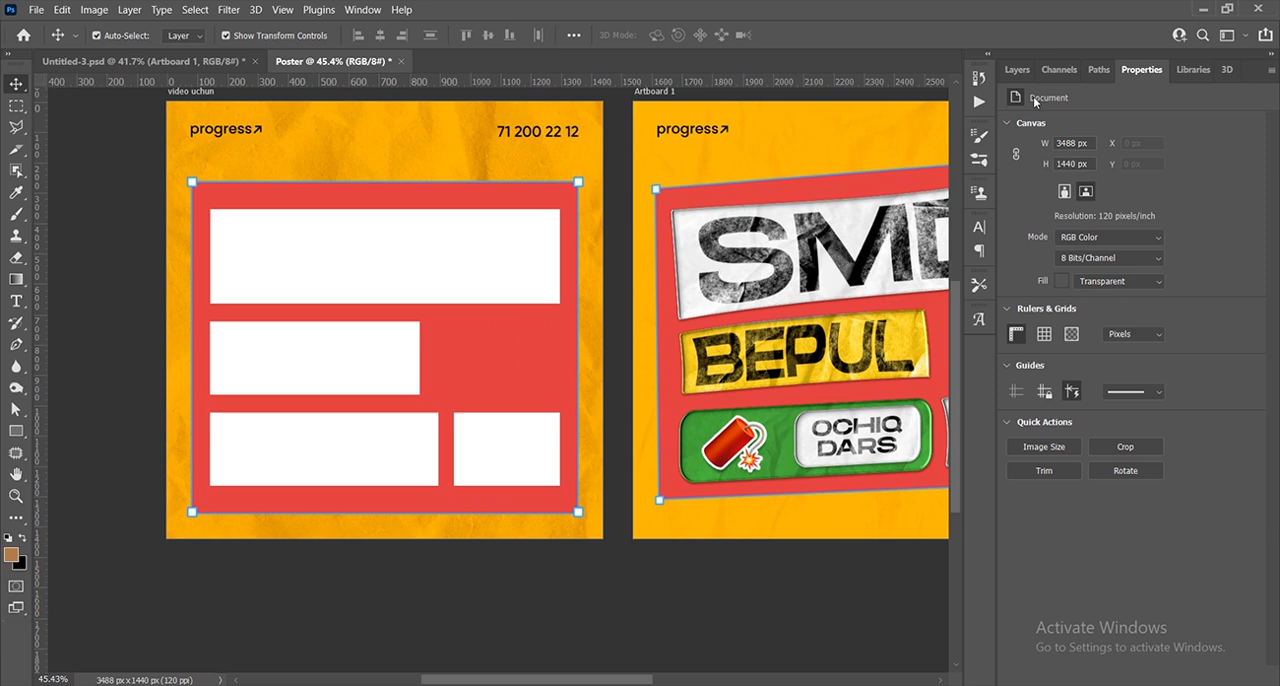 Ps File Edit Image Layer Type Select Filter 3D View Plugins Window Help
Auto-Select: Layer Show Transform Controls 3D Mode:
Untitled-3.psd @ 41.7% (Artboard 1, RGB/8#) * Poster @ 45.4% (RGB/8#) *
400 300 200 100 0 100 200 300 400 500 600 700 800 900 1000 1100 1200 1300 1400 1500 1600 1700 1800 1900 2000 2100 2200 2300 2400 2500
video uchun Artboard 1
progress↗ 71 200 22 12
progress↗
BEPUL
OCHIQ
DARS
Layers Channels Paths Properties Libraries 3D
Document
Canvas
W 3488 px X 0 px
H 1440 px Y 0 px
Resolution: 120 pixels/inch
Mode RGB Color
8 Bits/Channel
Fill Transparent
Rulers & Grids
Pixels
Guides
Quick Actions
Image Size Crop
Trim Rotate
Activate Windows
Go to Settings to activate Windows.
45.43% 3488 px x 1440 px (120 ppi)